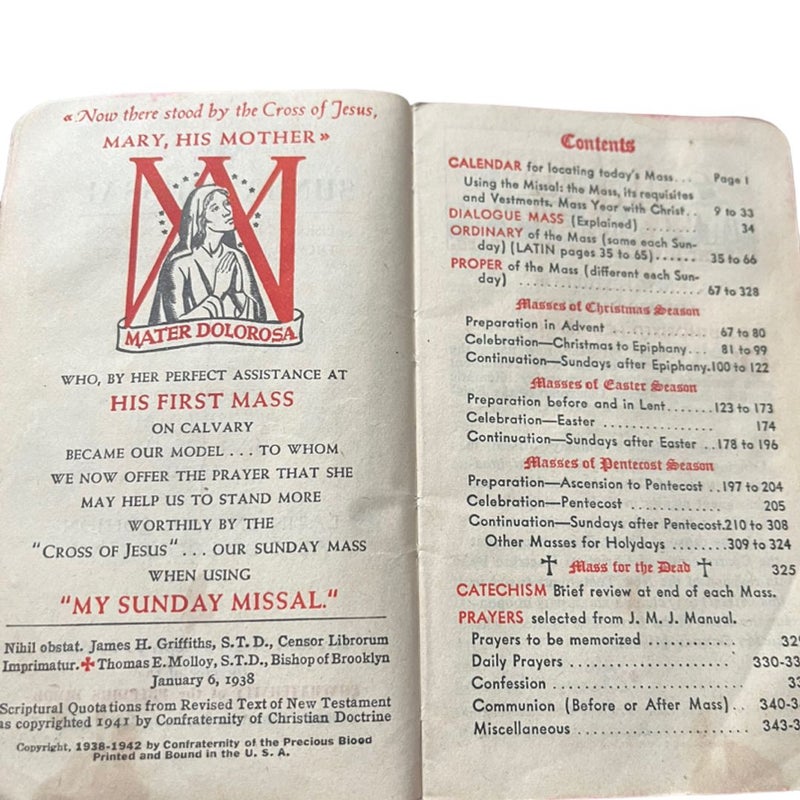 «Now there stood by the Cross of Jesus,
MARY, HIS MOTHER»
M
MATER DOLOROSA
WHO, BY HER PERFECT ASSISTANCE AT
HIS FIRST MASS
ON CALVARY
BECAME OUR MODEL . . . TO WHOM
WE NOW OFFER THE PRAYER THAT SHE
MAY HELP US TO STAND MORE
WORTHILY BY THE
"CROSS OF JESUS" . . . OUR SUNDAY MASS
WHEN USING
"MY SUNDAY MISSAL."
Nihil obstat. James H. Griffiths, S.T.D., Censor Librorum
Imprimatur.✠Thomas E. Molloy, S.T.D., Bishop of Brooklyn
January 6, 1938
Scriptural Quotations from Revised Text of New Testament
as copyrighted 1941 by Confraternity of Christian Doctrine
Copyright, 1938-1942 by Confraternity of the Precious Blood
Printed and Bound in the U. S. A.
Contents
CALENDAR for locating today's Mass... Page 1
Using the Missal: the Mass, its requisites
and Vestments, Mass Year with Christ.. 9 to 33
DIALOGUE MASS (Explained) ........ 34
ORDINARY of the Mass (same each Sun-
day) (LATIN pages 35 to 65)...... 35 to 66
PROPER of the Mass (different each Sun-
day) .......................... 67 to 328
Masses of Christmas Season
Preparation in Advent ............ 67 to 80
Celebration—Christmas to Epiphany... 81 to 99
Continuation—Sundays after Epiphany.100 to 122
Masses of Easter Season
Preparation before and in Lent.......123 to 173
Celebration—Easter ............... 174
Continuation—Sundays after Easter ..178 to 196
Masses of Pentecost Season
Preparation—Ascension to Pentecost ..197 to 204
Celebration—Pentecost ............ 205
Continuation—Sundays after Pentecost.210 to 308
Other Masses for Holydays ........309 to 324
✝ Mass for the Dead ✝ 325
CATECHISM Brief review at end of each Mass.
PRAYERS selected from J. M. J. Manual.
Prayers to be memorized ............ 329
Daily Prayers .................... 330-33
Confession ....................... 33
Communion (Before or After Mass).. 340-34
Miscellaneous .................... 343-3